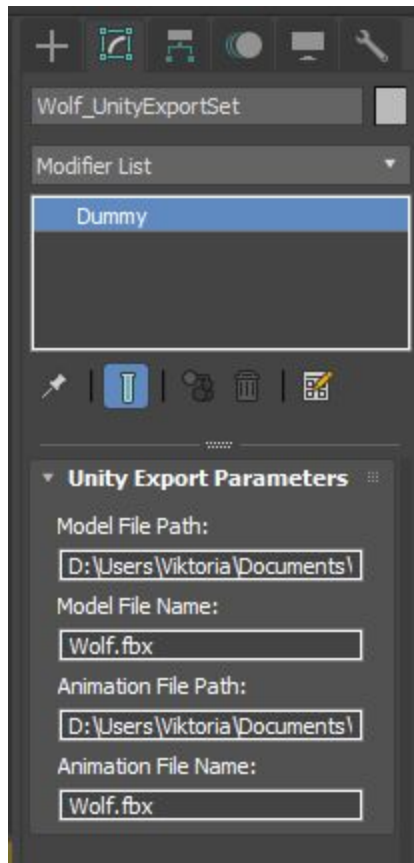 Wolf_UnityExportSet
Modifier List
Dummy
Unity Export Parameters
Model File Path:
D:\Users\Viktoria\Documents\
Model File Name:
Wolf.fbx
Animation File Path:
D:\Users\Viktoria\Documents\
Animation File Name:
Wolf.fbx